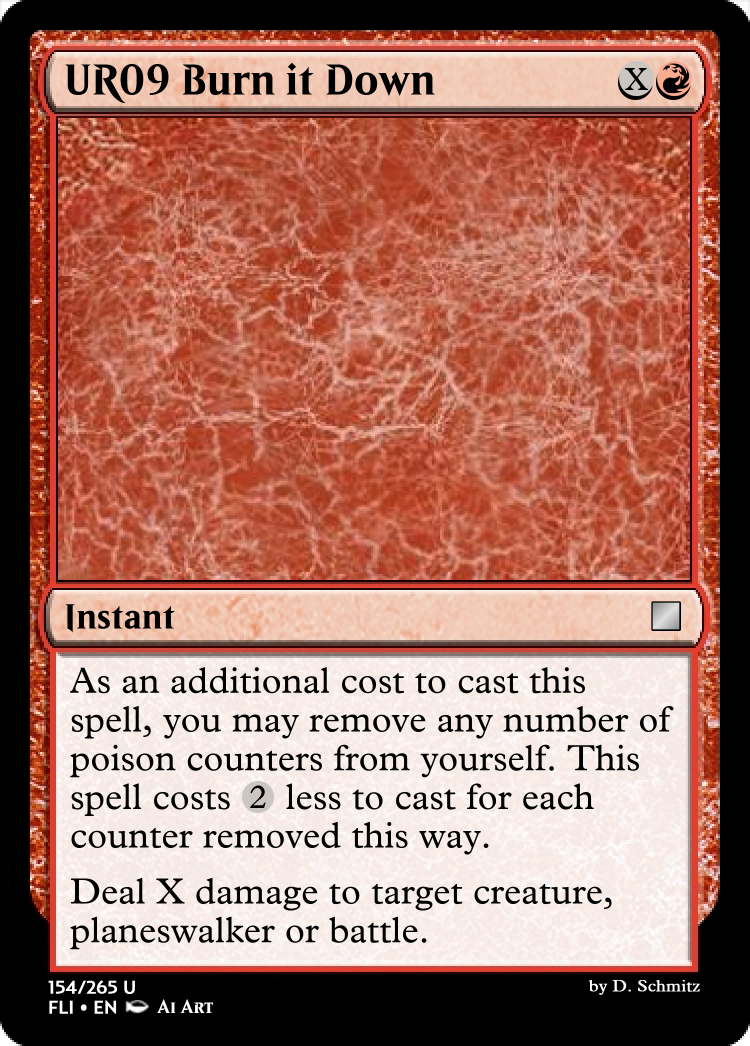 UR09 Burn it Down X
Instant
As an additional cost to cast this
spell, you may remove any number of
poison counters from yourself. This
spell costs 2 less to cast for each
counter removed this way.
Deal X damage to target creature,
planeswalker or battle.
154/265 U
by D. Schmitz
FLI • EN AI ART